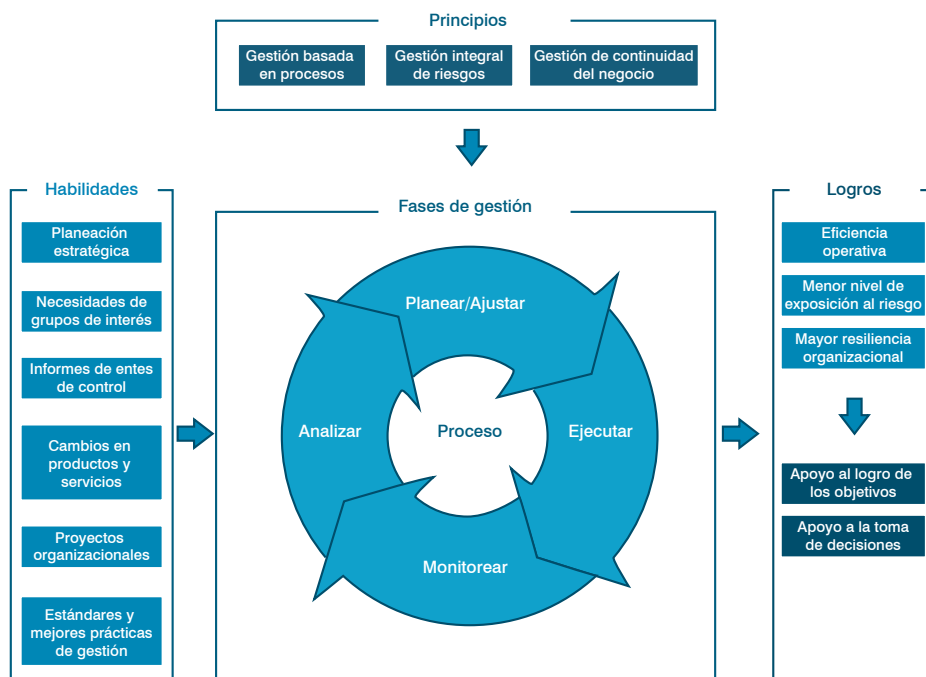 Principios
Gestión basada
en procesos
Gestión integral
de riesgos
Gestión de continuidad
del negocio
Habilidades
Planeación
estratégica
Necesidades de
grupos de interés
Informes de entes
de control
Cambios en
productos y
servicios
Proyectos
organizacionales
Estándares y
mejores prácticas
de gestión
Fases de gestión
Planear/Ajustar
Analizar
Proceso
Ejecutar
Monitorear
Logros
Eficiencia
operativa
Menor nivel de
exposición al riesgo
Mayor resiliencia
organizacional
Apoyo al logro de
los objetivos
Apoyo a la toma
de decisiones